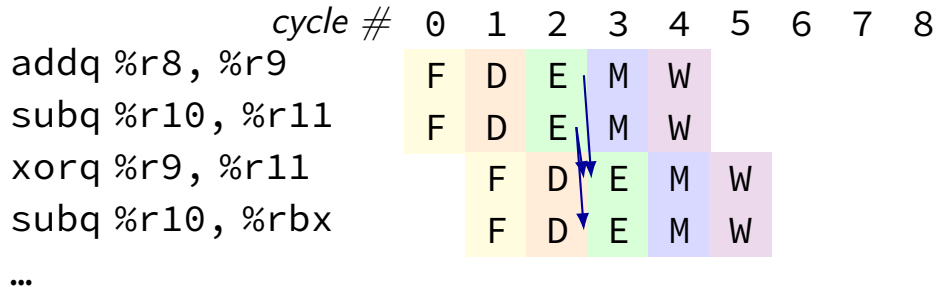 cycle # 0 1 2 3 4 5 6 7 8
addq %r8, %r9 F D E M W
subq %r10, %r11 F D E M W
xorq %r9, %r11 F D E M W
subq %r10, %rbx F D E M W
…